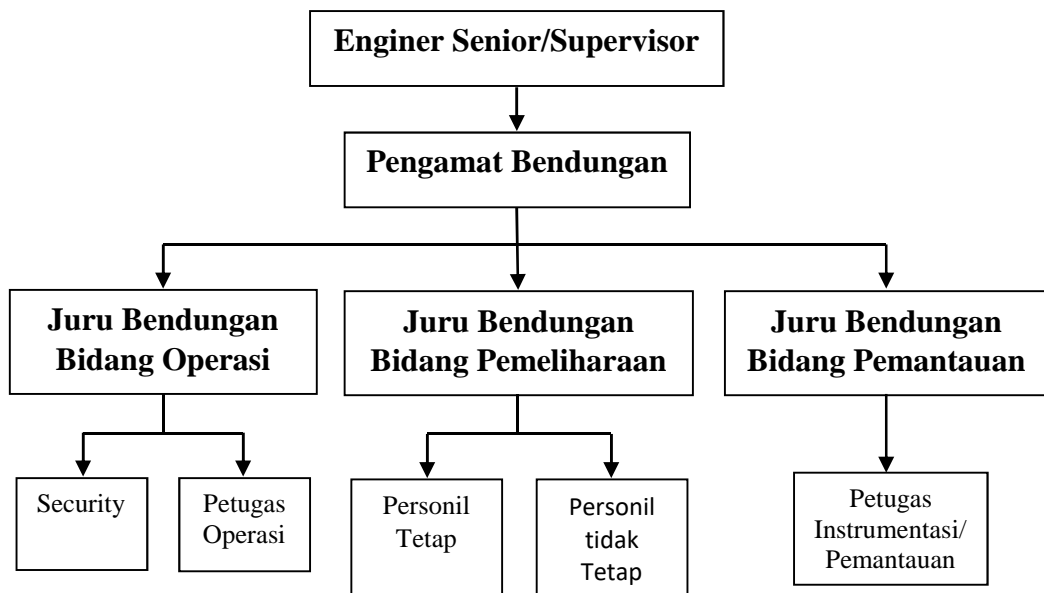 Enginer Senior/Supervisor
Pengamat Bendungan
Juru Bendungan
Bidang Operasi
Juru Bendungan
Bidang Pemeliharaan
Juru Bendungan
Bidang Pemantauan
Security
Petugas
Operasi
Personil
Tetap
Personil
tidak
Tetap
Petugas
Instrumentasi/
Pemantauan